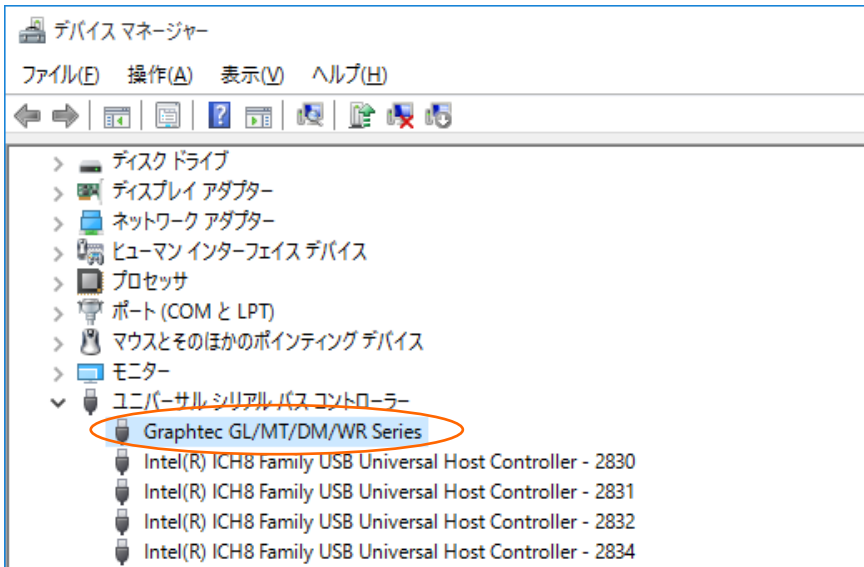 デバイス マネージャー
ファイル(F) 操作(A) 表示(V) ヘルプ(H)
?
ディスク ドライブ
ディスプレイ アダプター
ネットワーク アダプター
ヒューマン インターフェイス デバイス
プロセッサ
ポート (COM と LPT)
マウスとそのほかのポインティング デバイス
モニター
ユニバーサル シリアル バス コントローラー
Graphtec GL/MT/DM/WR Series
Intel(R) ICH8 Family USB Universal Host Controller - 2830
Intel(R) ICH8 Family USB Universal Host Controller - 2831
Intel(R) ICH8 Family USB Universal Host Controller - 2832
Intel(R) ICH8 Family USB Universal Host Controller - 2834